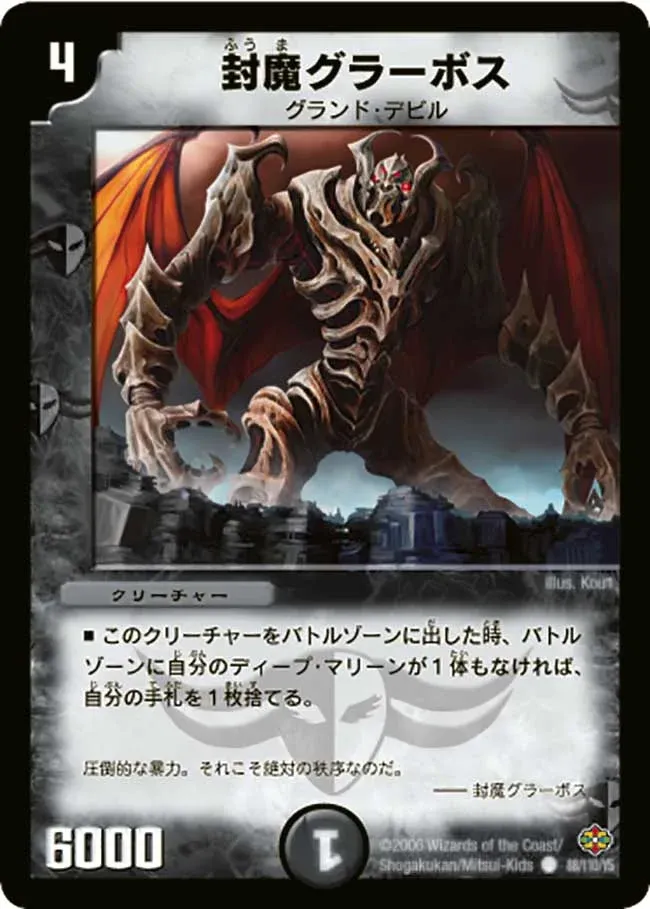 4
ふう ま
封魔グラーボス
グランド・デビル
illus. Kou1
クリーチャー
■ このクリーチャーをバトルゾーンに出した時、バトル
ゾーンに自分のディープ・マリーンが1体もなければ、
自分の手札を1枚捨てる。
圧倒的な暴力。それこそ絶対の秩序なのだ。
—— 封魔グラーボス
6000
1
©2006 Wizards of the Coast/
Shogakukan/Mitsui-Kids 88/110/Y5